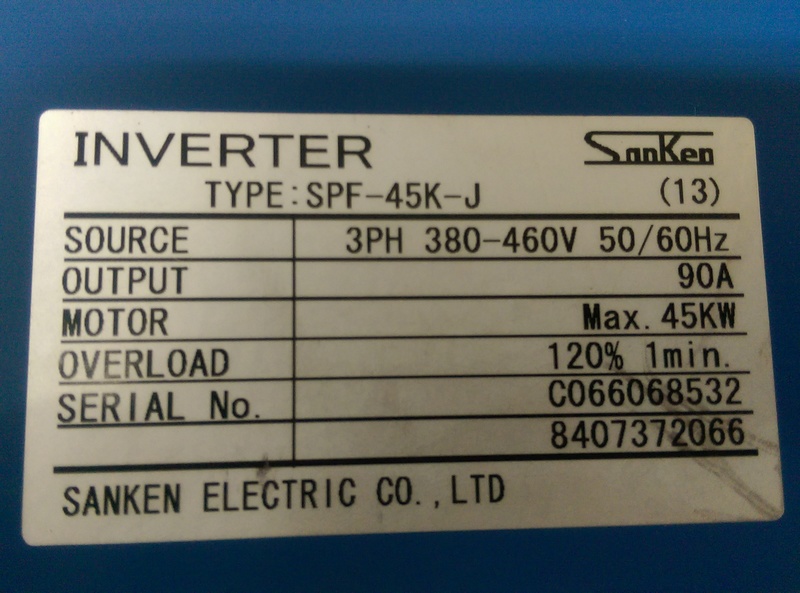 INVERTER SanKen
TYPE:SPF-45K-J (13)
SOURCE 3PH 380-460V 50/60Hz
OUTPUT 90A
MOTOR Max. 45KW
OVERLOAD 120% 1min.
SERIAL No. C066068532
8407372066
SANKEN ELECTRIC CO.,LTD